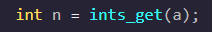 int n = ints_get(a);